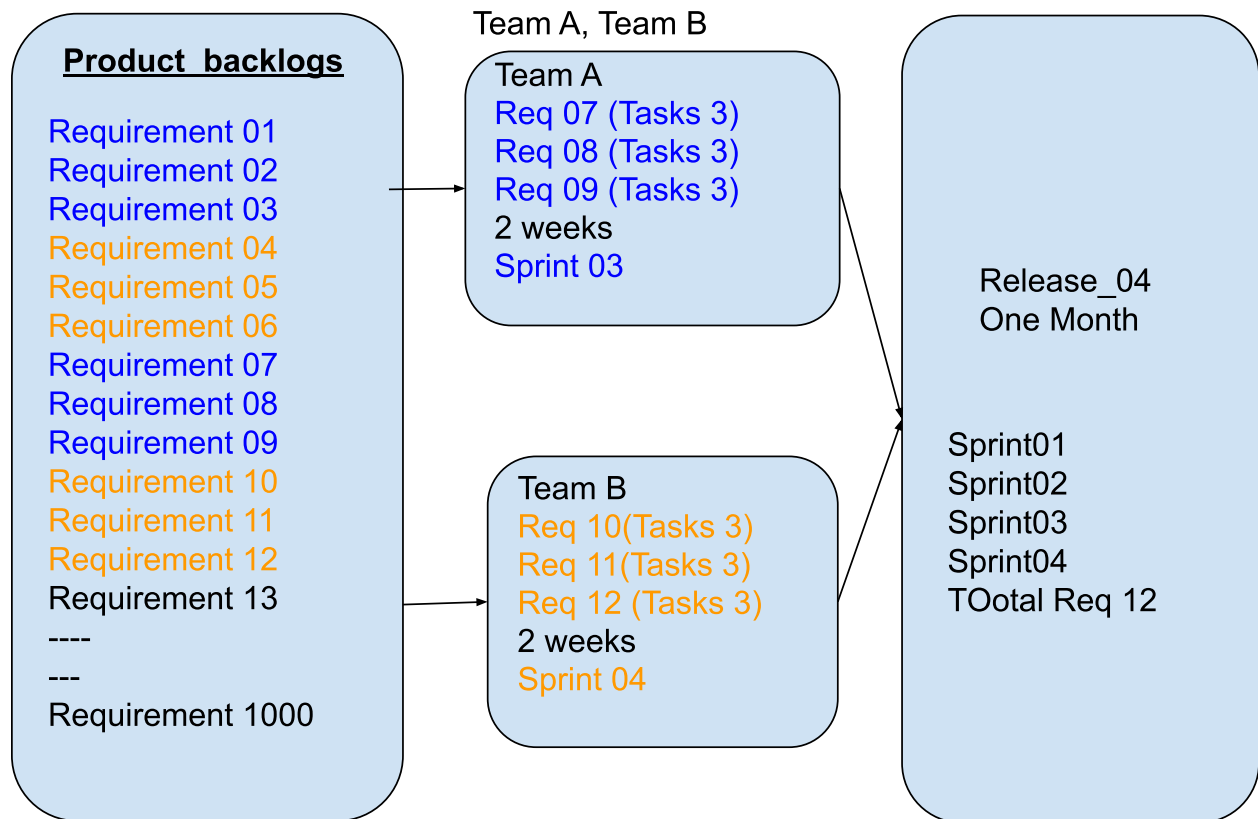 Product_backlogs
Requirement 01
Requirement 02
Requirement 03
Requirement 04
Requirement 05
Requirement 06
Requirement 07
Requirement 08
Requirement 09
Requirement 10
Requirement 11
Requirement 12
Requirement 13
----
---
Requirement 1000
Team A, Team B
Team A
Req 07 (Tasks 3)
Req 08 (Tasks 3)
Req 09 (Tasks 3)
2 weeks
Sprint 03
Team B
Req 10(Tasks 3)
Req 11(Tasks 3)
Req 12 (Tasks 3)
2 weeks
Sprint 04
Release_04
One Month
Sprint01
Sprint02
Sprint03
Sprint04
TOotal Req 12